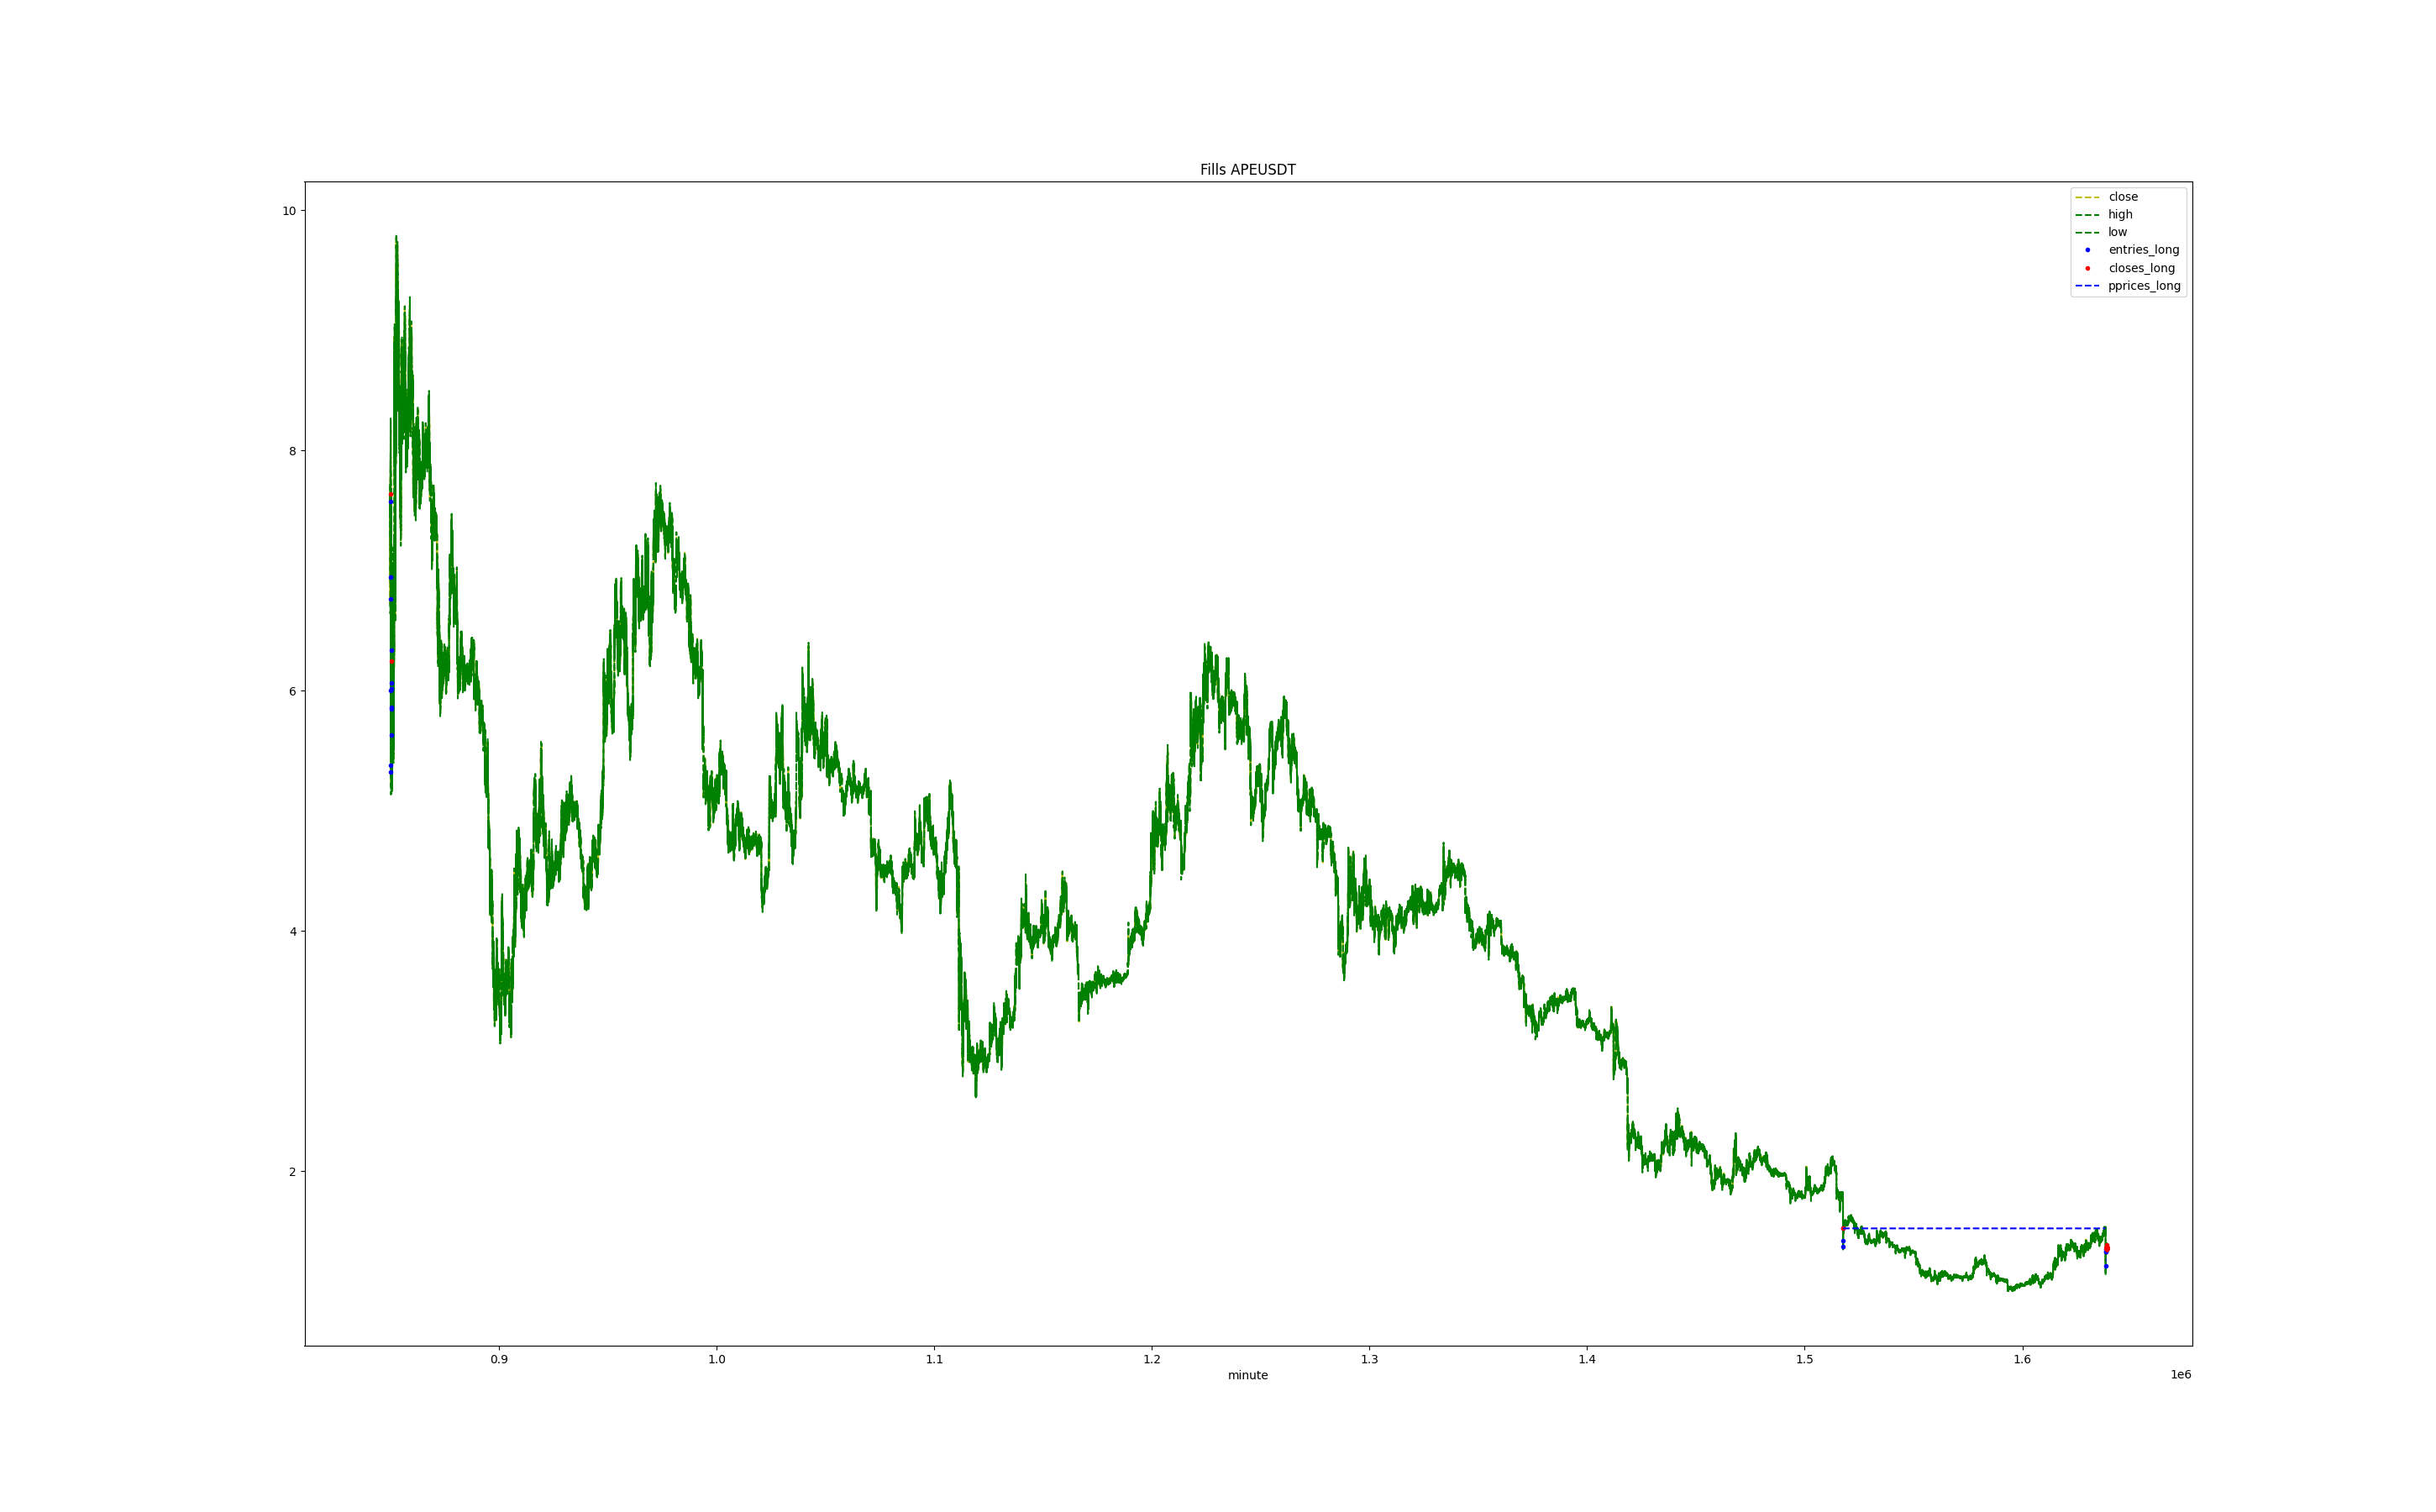 Fills APEUSDT
10
8
6
4
2
close
high
low
entries_long
closes_long
pprices_long
0.9 1.0 1.1 1.2 1.3 1.4 1.5 1.6
minute
1e6